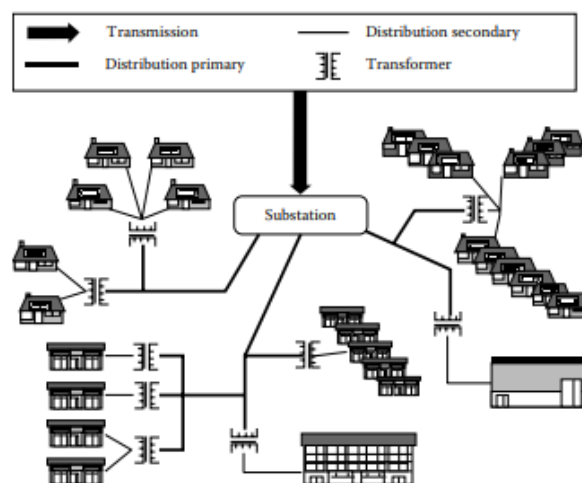 Transmission
Distribution secondary
Distribution primary
Transformer
Substation